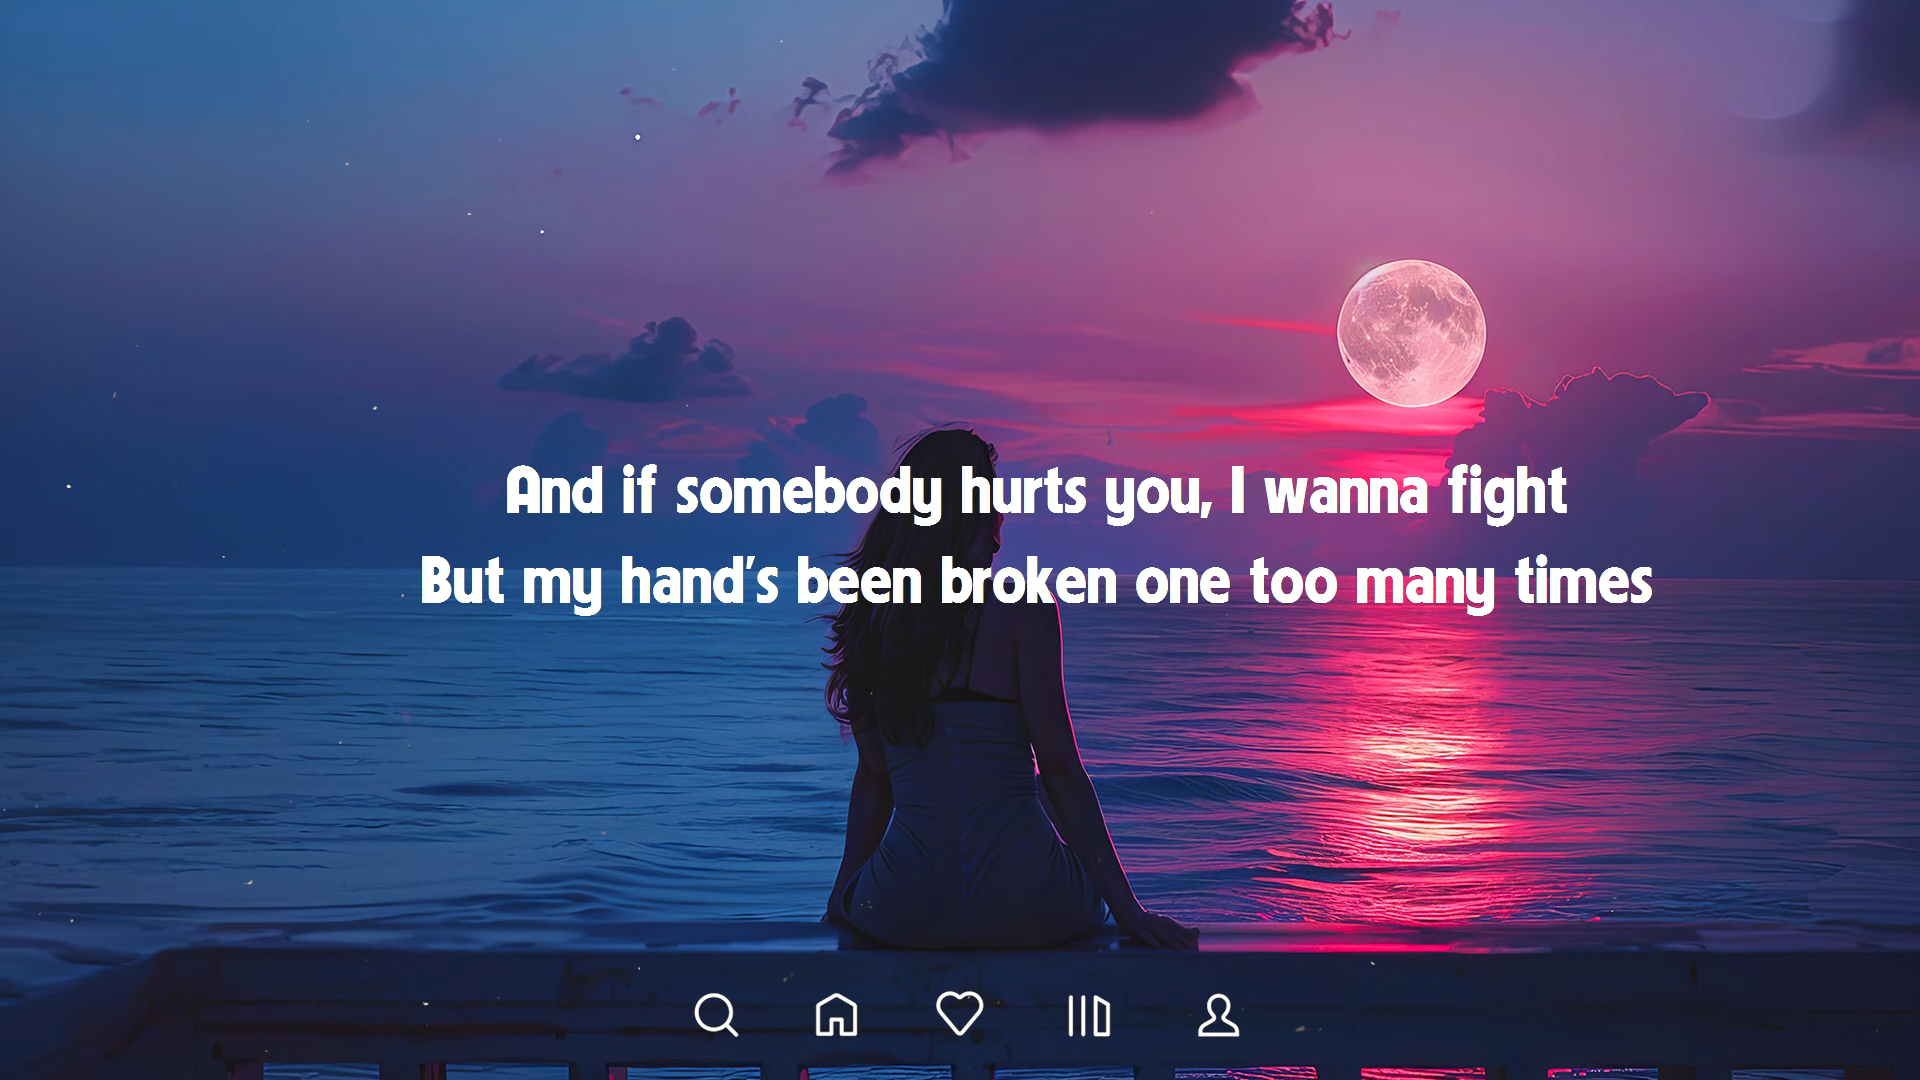 And if somebody hurts you, I wanna fight
But my hand's been broken one too many times